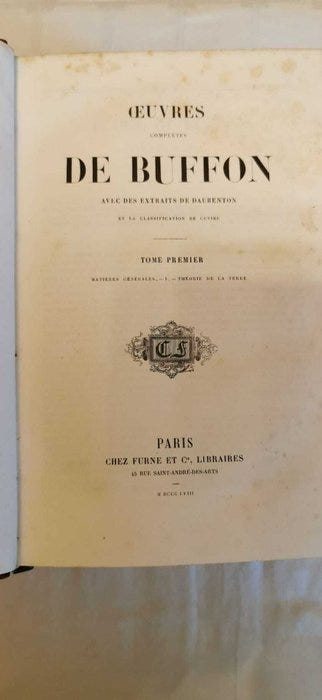 ŒUVRES
COMPLÈTES
DE BUFFON
AVEC DES EXTRAITS DE DAUBENTON
ET LA CLASSIFICATION DE CUVIER
TOME PREMIER
MATIÈRES GÉNÉRALES, — I. — THÉORIE DE LA TERRE
C F
PARIS
CHEZ FURNE ET Cie, LIBRAIRES
45 RUE SAINT-ANDRÉ-DES-ARTS
M DCCC LVIII